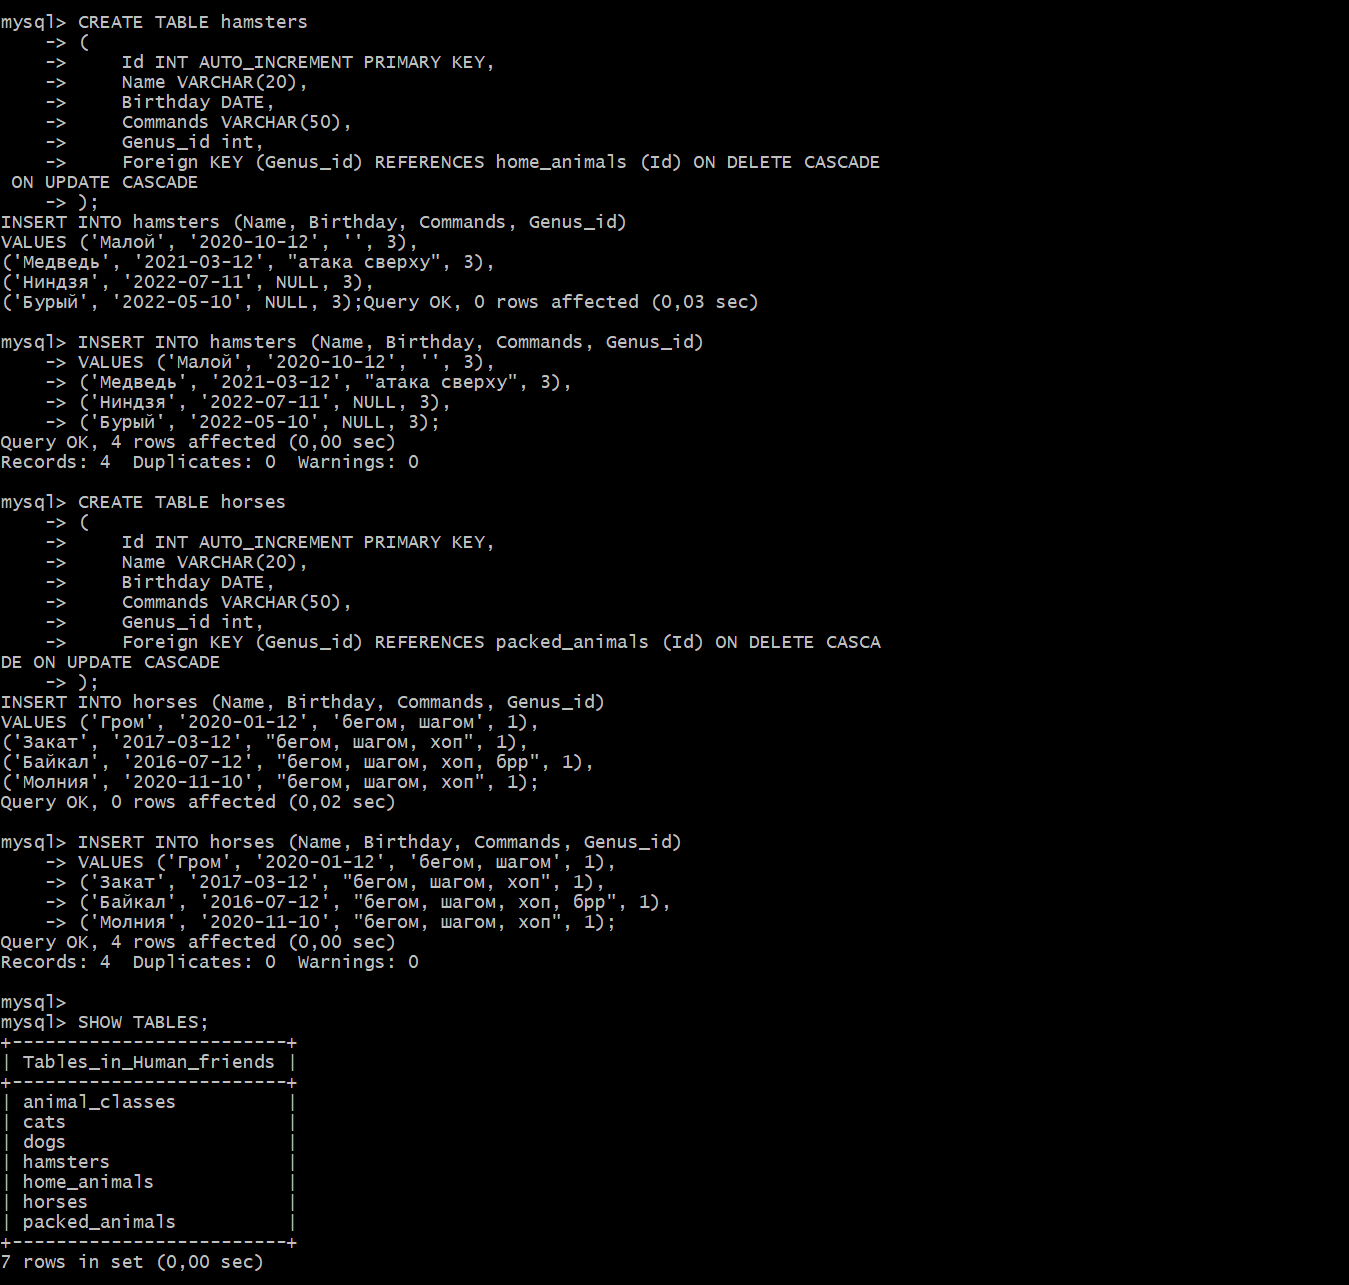 mysql> CREATE TABLE hamsters
    -> (
    ->     Id INT AUTO_INCREMENT PRIMARY KEY,
    ->     Name VARCHAR(20),
    ->     Birthday DATE,
    ->     Commands VARCHAR(50),
    ->     Genus_id int,
    ->     Foreign KEY (Genus_id) REFERENCES home_animals (Id) ON DELETE CASCADE
 ON UPDATE CASCADE
    -> );
INSERT INTO hamsters (Name, Birthday, Commands, Genus_id)
VALUES ('Малой', '2020-10-12', '', 3),
('Медведь', '2021-03-12', "атака сверху", 3),
('Ниндзя', '2022-07-11', NULL, 3),
('Бурый', '2022-05-10', NULL, 3);Query OK, 0 rows affected (0,03 sec)

mysql> INSERT INTO hamsters (Name, Birthday, Commands, Genus_id)
    -> VALUES ('Малой', '2020-10-12', '', 3),
    -> ('Медведь', '2021-03-12', "атака сверху", 3),
    -> ('Ниндзя', '2022-07-11', NULL, 3),
    -> ('Бурый', '2022-05-10', NULL, 3);
Query OK, 4 rows affected (0,00 sec)
Records: 4  Duplicates: 0  Warnings: 0

mysql> CREATE TABLE horses
    -> (
    ->     Id INT AUTO_INCREMENT PRIMARY KEY,
    ->     Name VARCHAR(20),
    ->     Birthday DATE,
    ->     Commands VARCHAR(50),
    ->     Genus_id int,
    ->     Foreign KEY (Genus_id) REFERENCES packed_animals (Id) ON DELETE CASCA
DE ON UPDATE CASCADE
    -> );
INSERT INTO horses (Name, Birthday, Commands, Genus_id)
VALUES ('Гром', '2020-01-12', 'бегом, шагом', 1),
('Закат', '2017-03-12', "бегом, шагом, хоп", 1),
('Байкал', '2016-07-12', "бегом, шагом, хоп, брр", 1),
('Молния', '2020-11-10', "бегом, шагом, хоп", 1);
Query OK, 0 rows affected (0,02 sec)

mysql> INSERT INTO horses (Name, Birthday, Commands, Genus_id)
    -> VALUES ('Гром', '2020-01-12', 'бегом, шагом', 1),
    -> ('Закат', '2017-03-12', "бегом, шагом, хоп", 1),
    -> ('Байкал', '2016-07-12', "бегом, шагом, хоп, брр", 1),
    -> ('Молния', '2020-11-10', "бегом, шагом, хоп", 1);
Query OK, 4 rows affected (0,00 sec)
Records: 4  Duplicates: 0  Warnings: 0

mysql>
mysql> SHOW TABLES;
+-------------------------+
| Tables_in_Human_friends |
+-------------------------+
| animal_classes          |
| cats                    |
| dogs                    |
| hamsters                |
| home_animals            |
| horses                  |
| packed_animals          |
+-------------------------+
7 rows in set (0,00 sec)